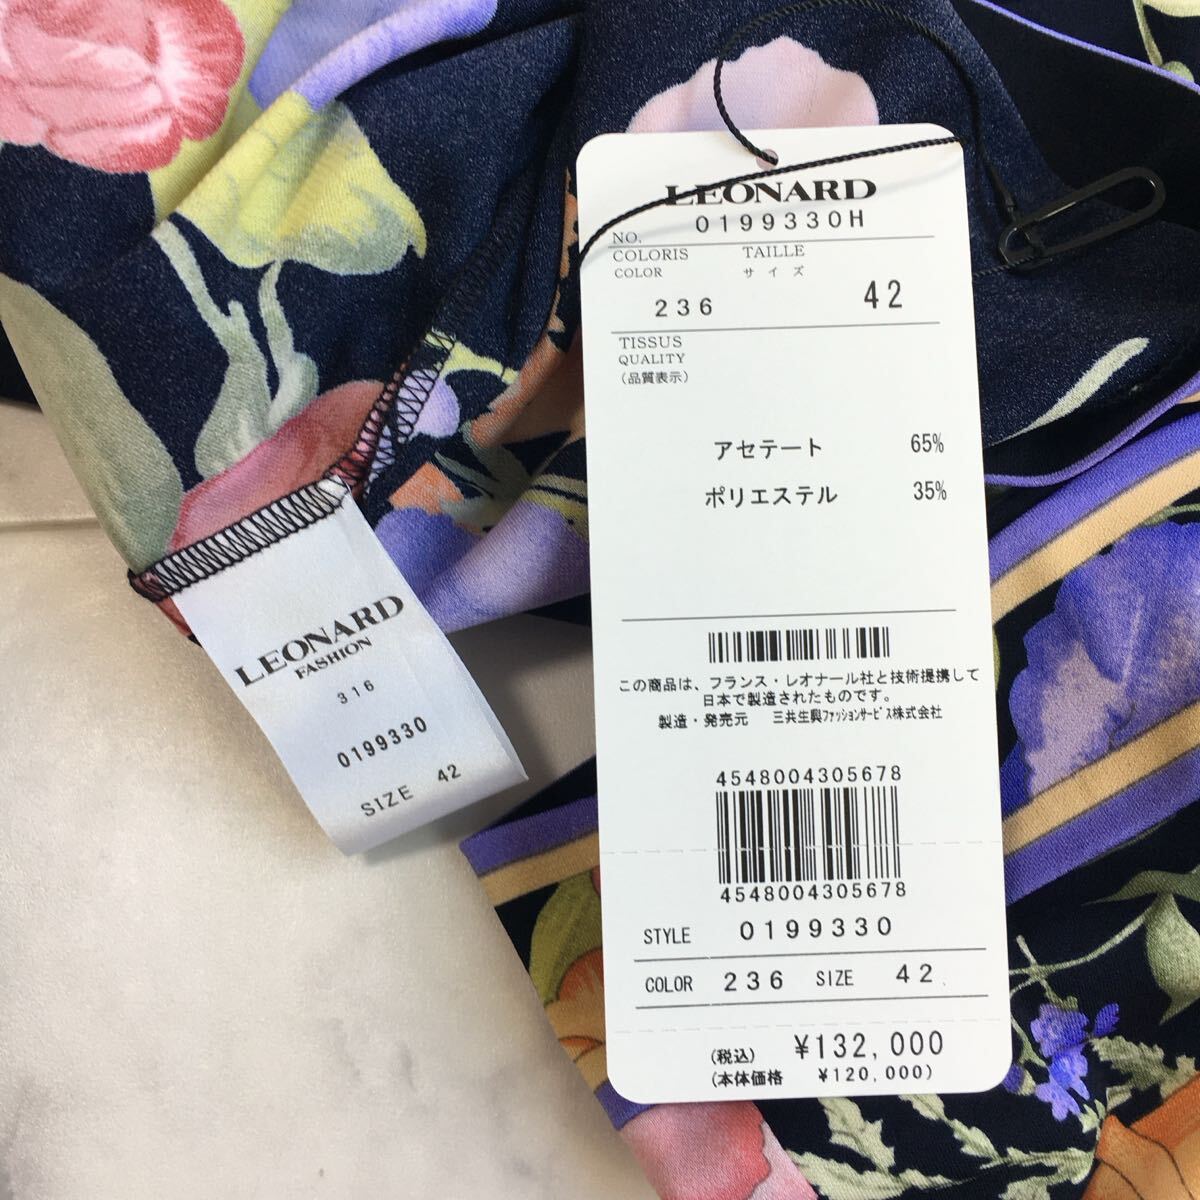 LEONARD
NO. 0199330H
COLORIS TAILLE
COLOR サイズ
236 42
TISSUS
QUALITY
(品質表示)
アセテート 65%
ポリエステル 35%
この商品は、フランス・レオナール社と技術提携して
日本で製造されたものです。
製造・発売元 三共生興ファッションサービス株式会社
4548004305678
4548004305678
STYLE 0199330
COLOR 236 SIZE 42
(税込) ¥132,000
(本体価格 ¥120,000)
LEONARD
FASHION
316
0199330
SIZE 42